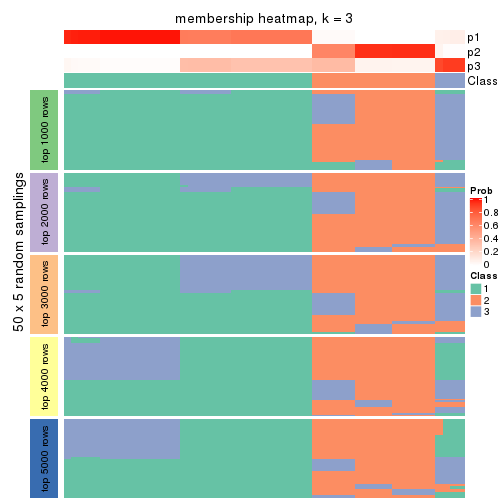 membership heatmap, k = 3
p1
p2
p3
Class
50 x 5 random samplings
top 1000 rows
top 2000 rows
top 3000 rows
top 4000 rows
top 5000 rows
Prob
1
0.8
0.6
0.4
0.2
0
Class
1
2
3